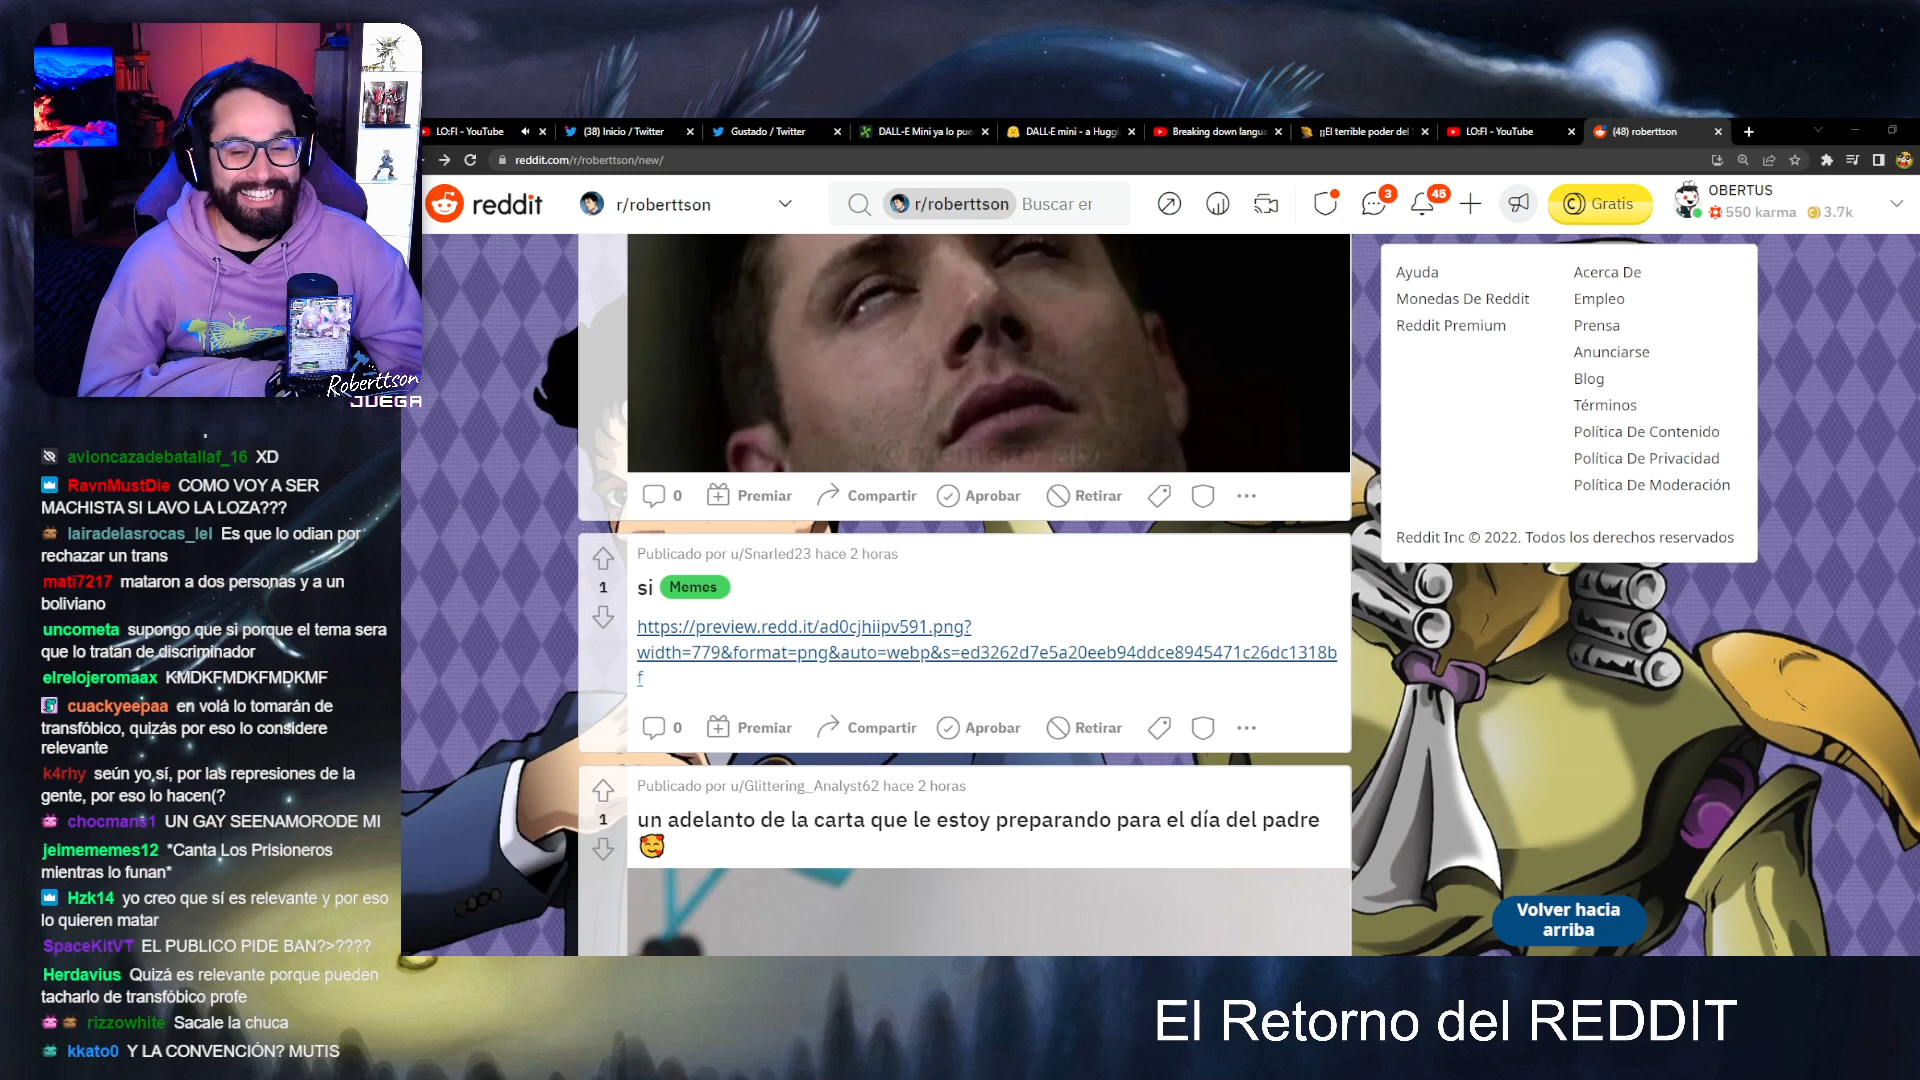 LO:FI - YouTube
(38) Inicio / Twitter
Gustado / Twitter
DALL-E Mini ya lo pue
DALL·E mini - a Huggi
Breaking down langua
¡¡El terrible poder del
LO:FI - YouTube
(48) roberttson
reddit.com/r/roberttson/new/
reddit
r/roberttson
r/roberttson
Buscar er
3
45
Gratis
OBERTUS
550 karma
3.7k
Roberttson
JUEGA
avioncazadebatallaf_16 XD
RavnMustDie COMO VOY A SER
MACHISTA SI LAVO LA LOZA???
lairadelasrocas_lel Es que lo odian por
rechazar un trans
mati7217 mataron a dos personas y a un
boliviano
uncometa supongo que si porque el tema sera
que lo tratan de discriminador
elrelojeromaax KMDKFMDKFMDKMF
cuackyeepaa en volá lo tomarán de
transfóbico, quizás por eso lo considere
relevante
k4rhy seún yo sí, por las represiones de la
gente, por eso lo hacen(?
chocmans1 UN GAY SEENAMORODE MI
jeimememes12 *Canta Los Prisioneros
mientras lo funan*
Hzk14 yo creo que sí es relevante y por eso
lo quieren matar
SpaceKitVT EL PUBLICO PIDE BAN?>????
Herdavius Quizá es relevante porque pueden
tacharlo de transfóbico profe
rizzowhite Sacale la chuca
kkato0 Y LA CONVENCIÓN? MUTIS
0 Premiar Compartir Aprobar Retirar
Publicado por u/Snarled23 hace 2 horas
1
si Memes
https://preview.redd.it/ad0cjhiipv591.png?
width=779&format=png&auto=webp&s=ed3262d7e5a20eeb94ddce8945471c26dc1318b
f
0 Premiar Compartir Aprobar Retirar
Publicado por u/Glittering_Analyst62 hace 2 horas
1
un adelanto de la carta que le estoy preparando para el día del padre
Ayuda
Monedas De Reddit
Reddit Premium
Acerca De
Empleo
Prensa
Anunciarse
Blog
Términos
Política De Contenido
Política De Privacidad
Política De Moderación
Reddit Inc © 2022. Todos los derechos reservados
Volver hacia
arriba
El Retorno del REDDIT